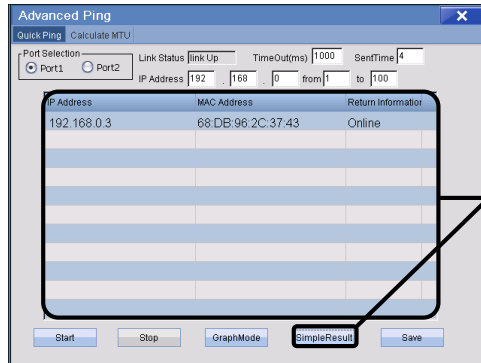 Advanced Ping
Quick Ping Calculate MTU
Port Selection
Port1 Port2
Link Status link Up TimeOut(ms) 1000 SentTime 4
IP Address 192 . 168 . 0 from 1 to 100
IP Address MAC Address Return Information
192.168.0.3 68:DB:96:2C:37:43 Online
Start Stop GraphMode SimpleResult Save